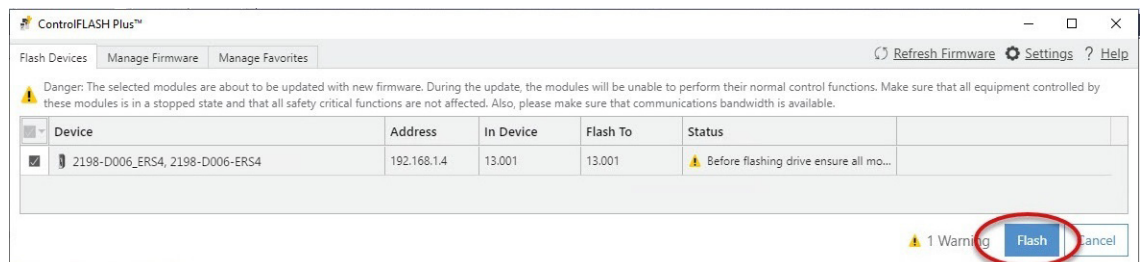 ControlFLASH Plus™
Flash Devices Manage Firmware Manage Favorites Refresh Firmware Settings ? Help
Danger: The selected modules are about to be updated with new firmware. During the update, the modules will be unable to perform their normal control functions. Make sure that all equipment controlled by
these modules is in a stopped state and that all safety critical functions are not affected. Also, please make sure that communications bandwidth is available.
Device Address In Device Flash To Status
2198-D006_ERS4, 2198-D006-ERS4 192.168.1.4 13.001 13.001 Before flashing drive ensure all mo...
1 Warning Flash Cancel